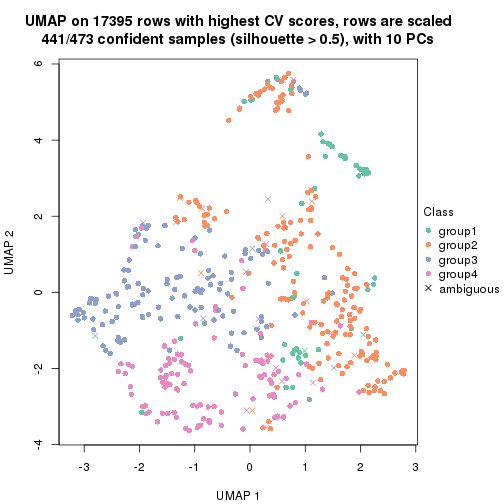 UMAP on 17395 rows with highest CV scores, rows are scaled
441/473 confident samples (silhouette > 0.5), with 10 PCs
6
4
2
0
-2
-4
UMAP 2
-3
-2
-1
0
1
2
3
UMAP 1
Class
group1
group2
group3
group4
ambiguous